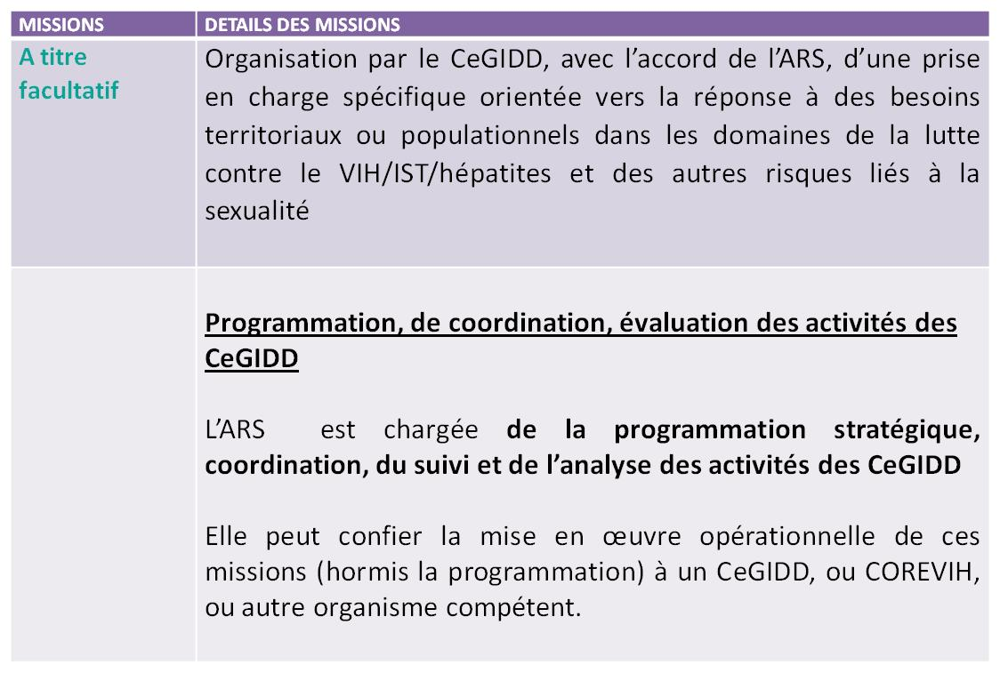 MISSIONS
DETAILS DES MISSIONS
A titre
facultatif
Organisation par le CeGIDD, avec l’accord de l’ARS, d’une prise
en charge spécifique orientée vers la réponse à des besoins
territoriaux ou populationnels dans les domaines de la lutte
contre le VIH/IST/hépatites et des autres risques liés à la
sexualité
Programmation, de coordination, évaluation des activités des
CeGIDD
L’ARS est chargée de la programmation stratégique,
coordination, du suivi et de l’analyse des activités des CeGIDD
Elle peut confier la mise en œuvre opérationnelle de ces
missions (hormis la programmation) à un CeGIDD, ou COREVIH,
ou autre organisme compétent.